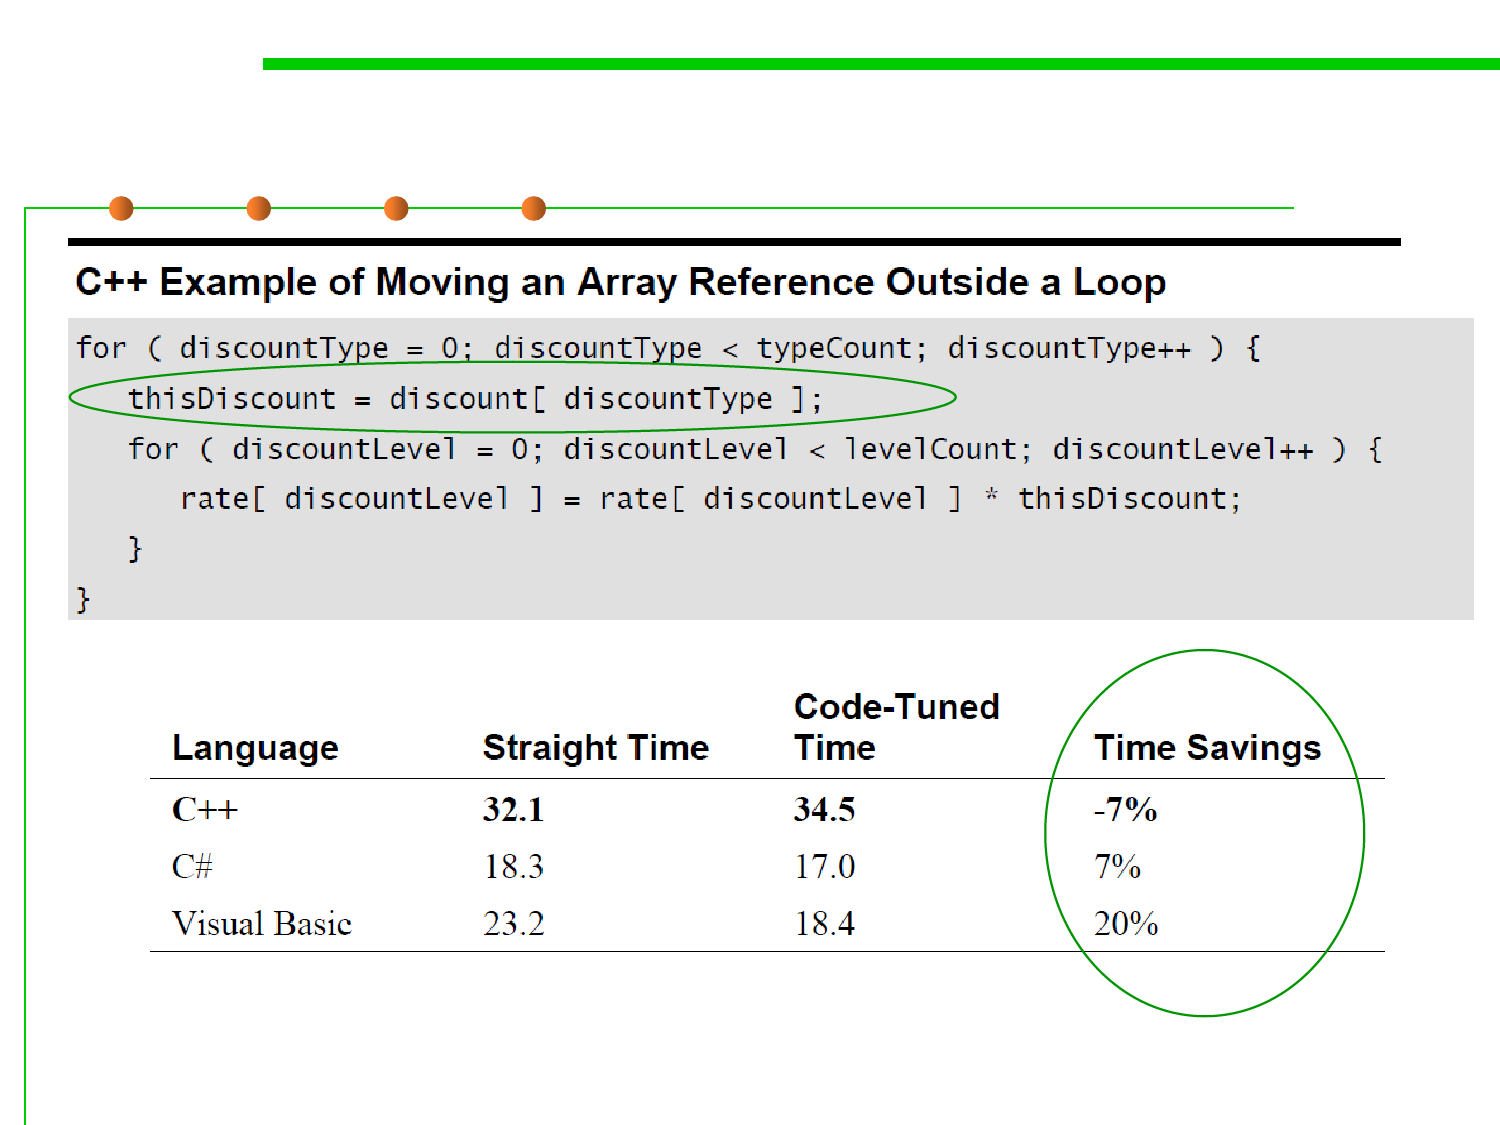 C++ Example of Moving an Array Reference Outside a Loop
for ( discountType = 0; discountType < typeCount; discountType++ ) {
   thisDiscount = discount[ discountType ];
   for ( discountLevel = 0; discountLevel < levelCount; discountLevel++ ) {
      rate[ discountLevel ] = rate[ discountLevel ] * thisDiscount;
   }
}
Language Straight Time Code-Tuned Time Time Savings
C++ 32.1 34.5 -7%
C# 18.3 17.0 7%
Visual Basic 23.2 18.4 20%